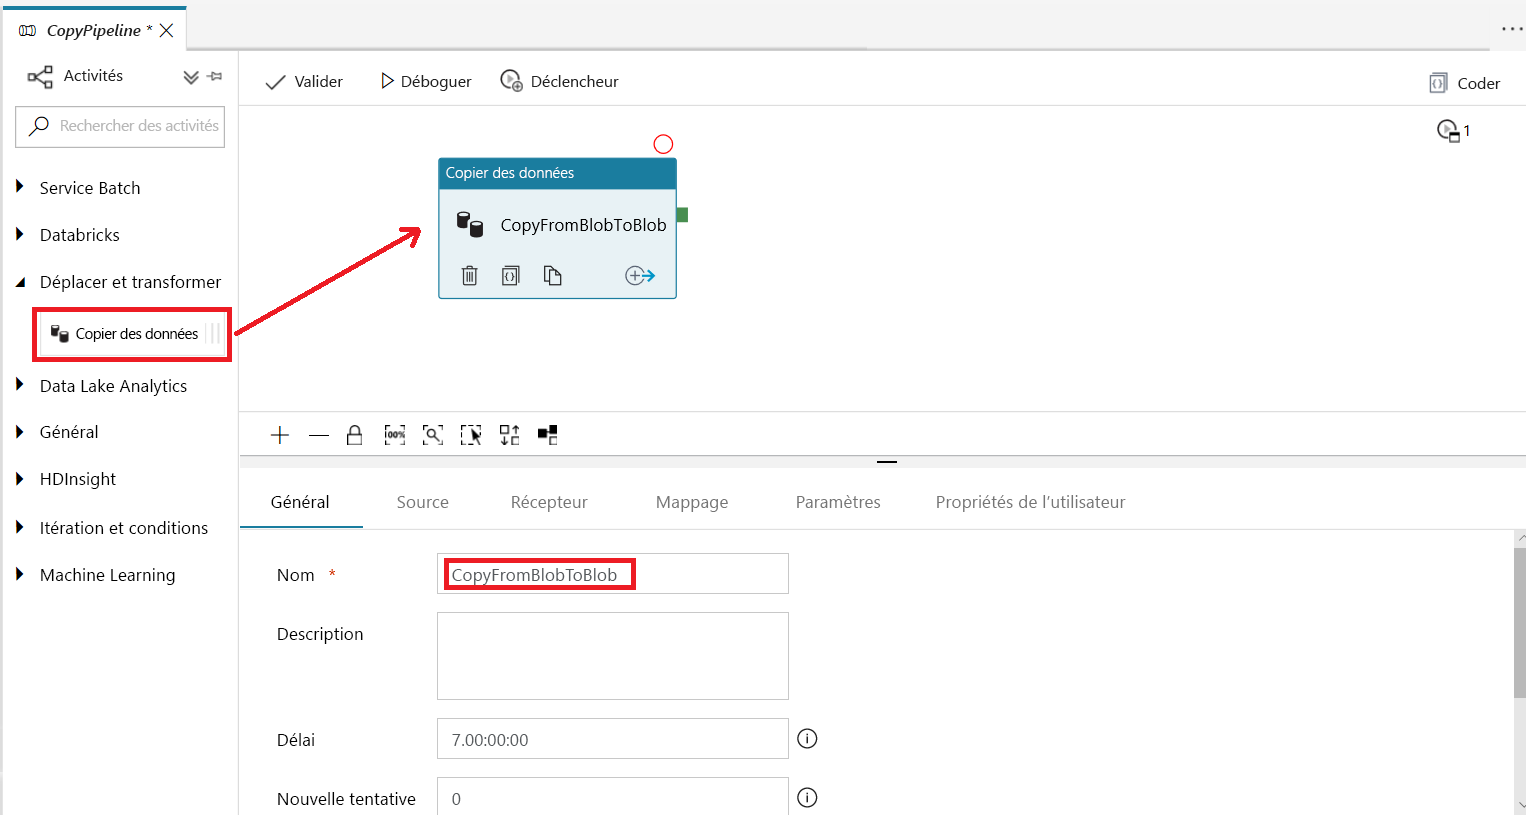 CopyPipeline *
Activités
Rechercher des activités
Service Batch
Databricks
Déplacer et transformer
Copier des données
Data Lake Analytics
Général
HDInsight
Itération et conditions
Machine Learning
Valider
Déboguer
Déclencheur
Coder
1
Copier des données
CopyFromBlobToBlob
100%
Général
Source
Récepteur
Mappage
Paramètres
Propriétés de l'utilisateur
Nom *
CopyFromBlobToBlob
Description
Délai
7.00:00:00
Nouvelle tentative
0